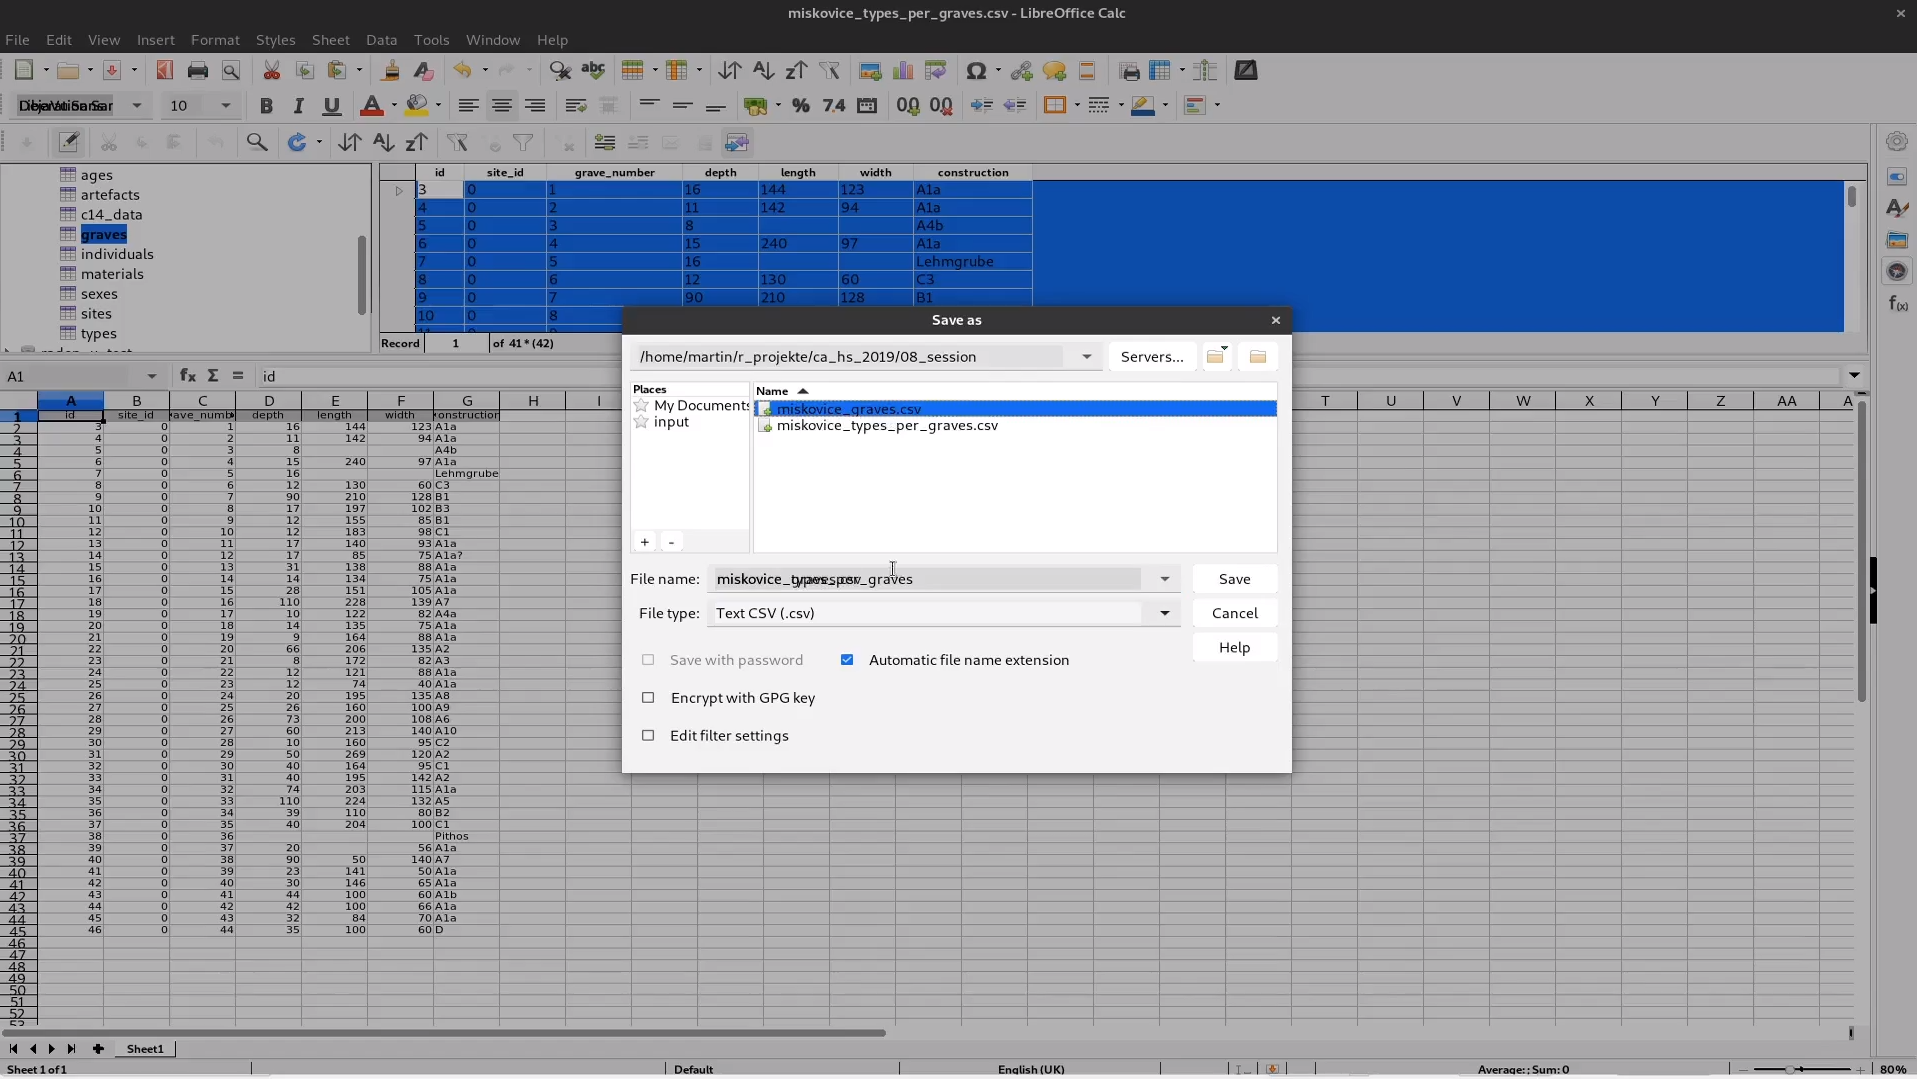 miskovice_types_per_graves.csv - LibreOffice Calc
File Edit View Insert Format Styles Sheet Data Tools Window Help
10
ages
artefacts
c14_data
graves
individuals
materials
sexes
sites
types
id site_id grave_number depth length width construction
3 0 1 16 144 123 A1a
4 0 2 11 142 94 A1a
5 0 3 8 A4b
6 0 4 15 240 97 A1a
7 0 5 16 Lehmgrube
8 0 6 12 130 60 C3
9 0 7 90 210 128 B1
10 0 8
Record 1 of 41 * (42)
A1 id
Save as
/home/martin/r_projekte/ca_hs_2019/08_session Servers...
Places
My Documents
input
+ -
Name
miskovice_graves.csv
miskovice_types_per_graves.csv
File name: Save
File type: Text CSV (.csv) Cancel
Help
Save with password Automatic file name extension
Encrypt with GPG key
Edit filter settings
A B C D E F G H I T U V W X Y Z AA A
1 id site_id ave_numb depth length width onstruction
2 3 0 1 16 144 123 A1a
3 4 0 2 11 142 94 A1a
4 5 0 3 8 A4b
5 6 0 4 15 240 97 A1a
6 7 0 5 16 Lehmgrube
7 8 0 6 12 130 60 C3
8 9 0 7 90 210 128 B1
9 10 0 8 17 197 102 B3
10 11 0 9 12 155 85 B1
11 12 0 10 12 183 98 C1
12 13 0 11 17 140 93 A1a
13 14 0 12 17 85 75 A1a?
14 15 0 13 31 138 88 A1a
15 16 0 14 14 134 75 A1a
16 17 0 15 28 151 105 A1a
17 18 0 16 110 228 139 A7
18 19 0 17 10 122 82 A4a
19 20 0 18 14 135 75 A1a
20 21 0 19 9 164 88 A1a
21 22 0 20 66 206 135 A2
22 23 0 21 8 172 82 A3
23 24 0 22 12 121 88 A1a
24 25 0 23 12 74 40 A1a
25 26 0 24 20 195 135 A8
26 27 0 25 26 160 100 A9
27 28 0 26 73 200 108 A6
28 29 0 27 60 213 140 A10
29 30 0 28 10 160 95 C2
30 31 0 29 50 269 120 A2
31 32 0 30 40 164 95 C1
32 33 0 31 40 195 142 A2
33 34 0 32 74 203 115 A1a
34 35 0 33 110 224 132 A5
35 36 0 34 39 110 80 B2
36 37 0 35 40 204 100 C1
37 38 0 36 Pithos
38 39 0 37 20 56 A1a
39 40 0 38 90 50 140 A7
40 41 0 39 23 141 50 A1a
41 42 0 40 30 146 65 A1a
42 43 0 41 44 100 60 A1b
43 44 0 42 42 100 66 A1a
44 45 0 43 32 84 70 A1a
45 46 0 44 35 100 60 D
46
47
48
49
50
51
52
53
Sheet1
Sheet 1 of 1 Default English (UK) Average: ; Sum: 0 80%